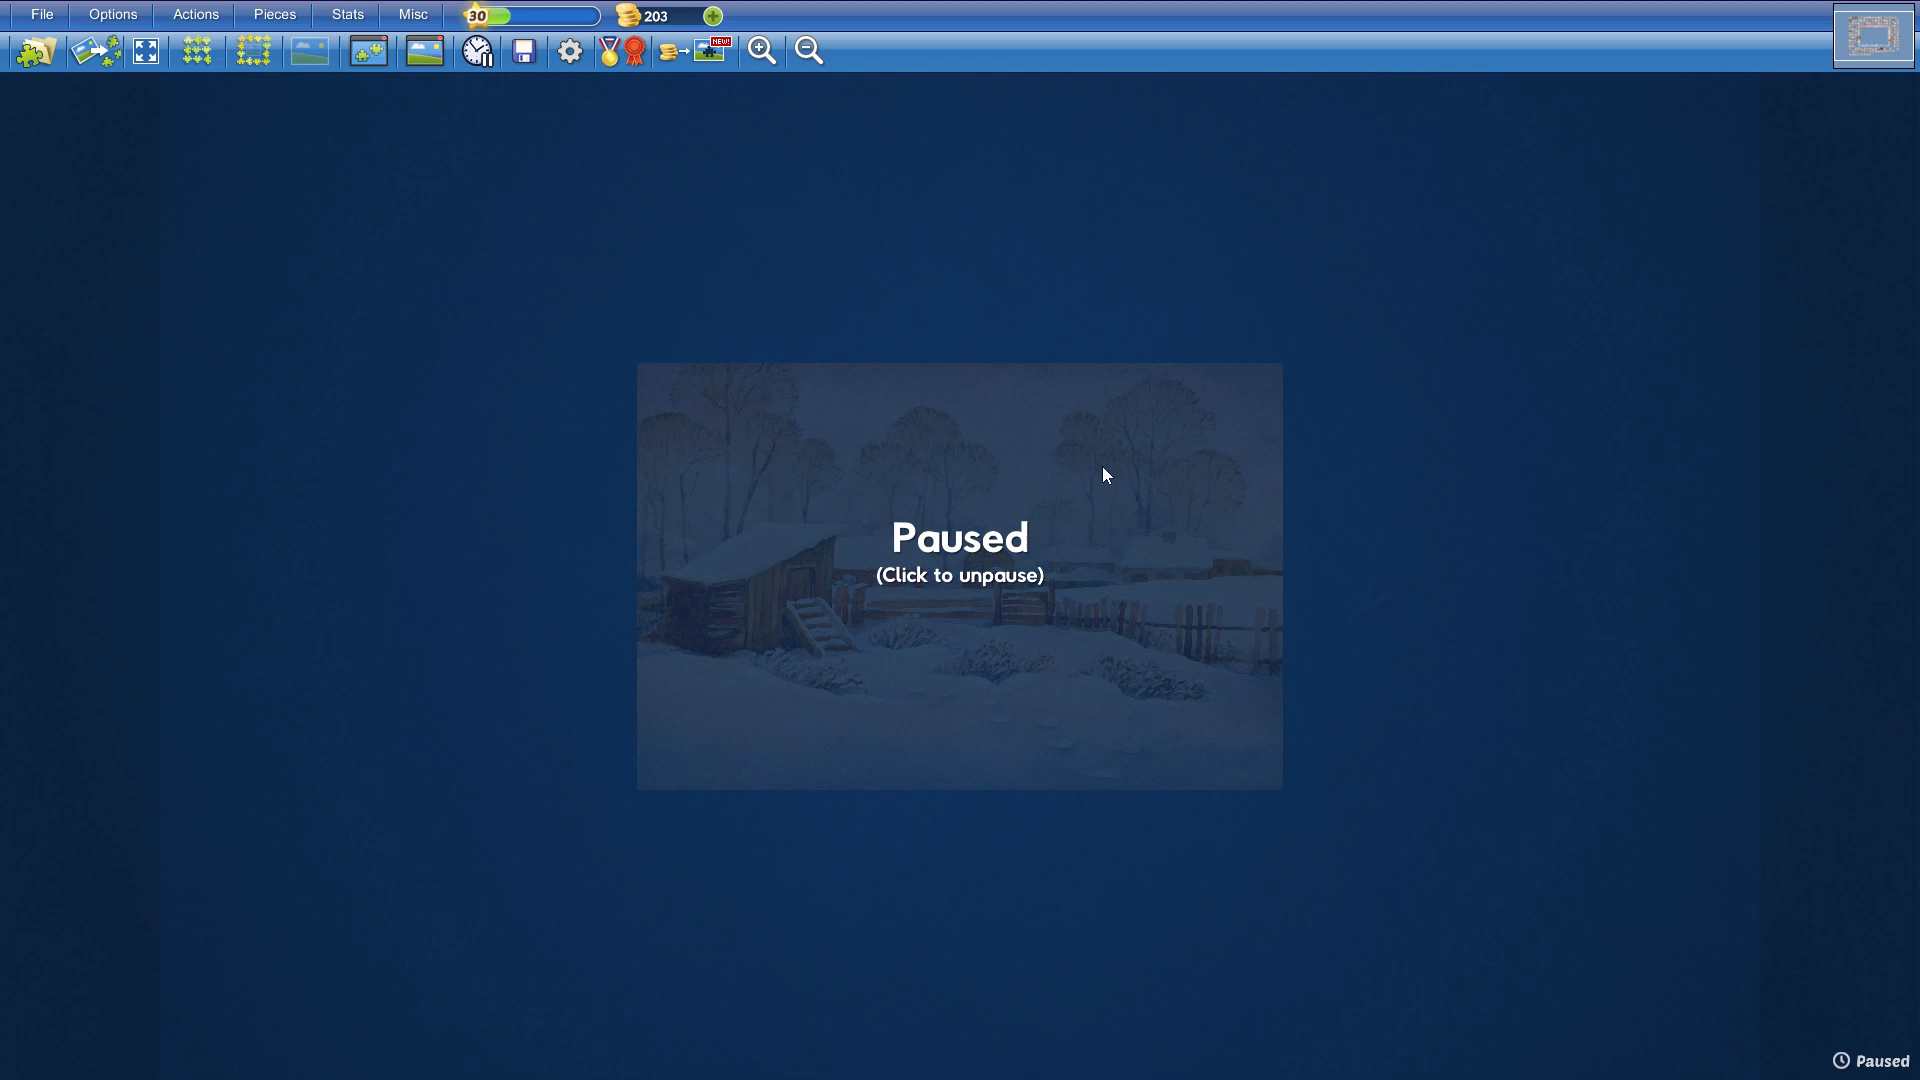 File Options Actions Pieces Stats Misc 30 203
NEW!
Paused
(Click to unpause)
Paused